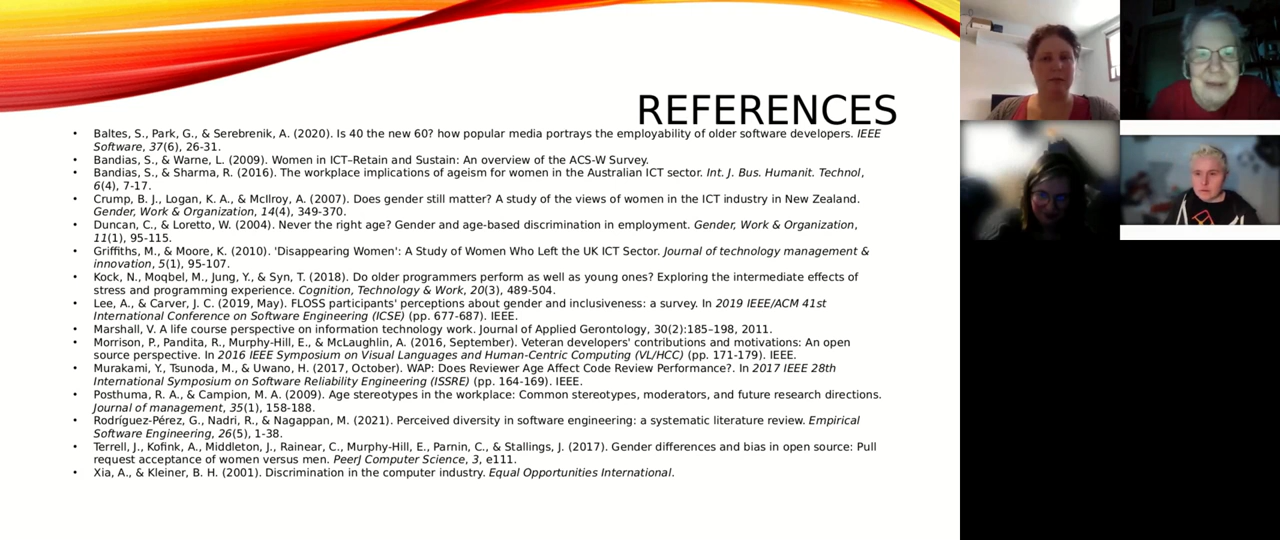 REFERENCES
• Baltes, S., Park, G., & Serebrenik, A. (2020). Is 40 the new 60? how popular media portrays the employability of older software developers. IEEE
Software, 37(6), 26-31.
• Bandias, S., & Warne, L. (2009). Women in ICT–Retain and Sustain: An overview of the ACS-W Survey.
• Bandias, S., & Sharma, R. (2016). The workplace implications of ageism for women in the Australian ICT sector. Int. J. Bus. Humanit. Technol,
6(4), 7-17.
• Crump, B. J., Logan, K. A., & McIlroy, A. (2007). Does gender still matter? A study of the views of women in the ICT industry in New Zealand.
Gender, Work & Organization, 14(4), 349-370.
• Duncan, C., & Loretto, W. (2004). Never the right age? Gender and age-based discrimination in employment. Gender, Work & Organization,
11(1), 95-115.
• Griffiths, M., & Moore, K. (2010). 'Disappearing Women': A Study of Women Who Left the UK ICT Sector. Journal of technology management &
innovation, 5(1), 95-107.
• Kock, N., Moqbel, M., Jung, Y., & Syn, T. (2018). Do older programmers perform as well as young ones? Exploring the intermediate effects of
stress and programming experience. Cognition, Technology & Work, 20(3), 489-504.
• Lee, A., & Carver, J. C. (2019, May). FLOSS participants' perceptions about gender and inclusiveness: a survey. In 2019 IEEE/ACM 41st
International Conference on Software Engineering (ICSE) (pp. 677-687). IEEE.
• Marshall, V. A life course perspective on information technology work. Journal of Applied Gerontology, 30(2):185–198, 2011.
• Morrison, P., Pandita, R., Murphy-Hill, E., & McLaughlin, A. (2016, September). Veteran developers' contributions and motivations: An open
source perspective. In 2016 IEEE Symposium on Visual Languages and Human-Centric Computing (VL/HCC) (pp. 171-179). IEEE.
• Murakami, Y., Tsunoda, M., & Uwano, H. (2017, October). WAP: Does Reviewer Age Affect Code Review Performance?. In 2017 IEEE 28th
International Symposium on Software Reliability Engineering (ISSRE) (pp. 164-169). IEEE.
• Posthuma, R. A., & Campion, M. A. (2009). Age stereotypes in the workplace: Common stereotypes, moderators, and future research directions.
Journal of management, 35(1), 158-188.
• Rodríguez-Pérez, G., Nadri, R., & Nagappan, M. (2021). Perceived diversity in software engineering: a systematic literature review. Empirical
Software Engineering, 26(5), 1-38.
• Terrell, J., Kofink, A., Middleton, J., Rainear, C., Murphy-Hill, E., Parnin, C., & Stallings, J. (2017). Gender differences and bias in open source: Pull
request acceptance of women versus men. PeerJ Computer Science, 3, e111.
• Xia, A., & Kleiner, B. H. (2001). Discrimination in the computer industry. Equal Opportunities International.